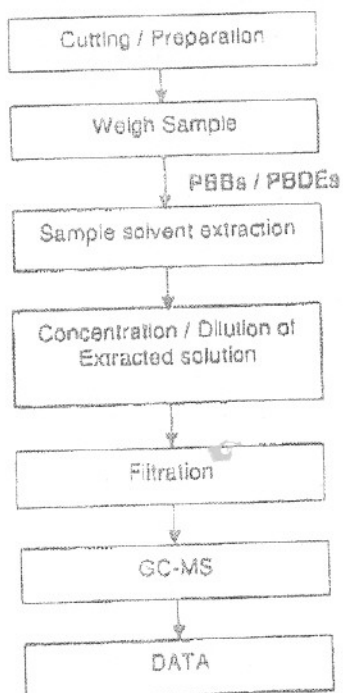 Cutting / Preparation
Weigh Sample
PBBs / PBDEs
Sample solvent extraction
Concentration / Dilution of
Extracted solution
Filtration
GC-MS
DATA